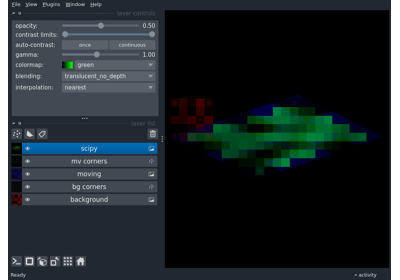 File View Plugins Window Help
layer controls
opacity: 0.50
contrast limits:
auto-contrast: once continuous
gamma: 1.00
colormap: green
blending: translucent_no_depth
interpolation: nearest
layer list
scipy
mv corners
moving
bg corners
background
Ready
activity